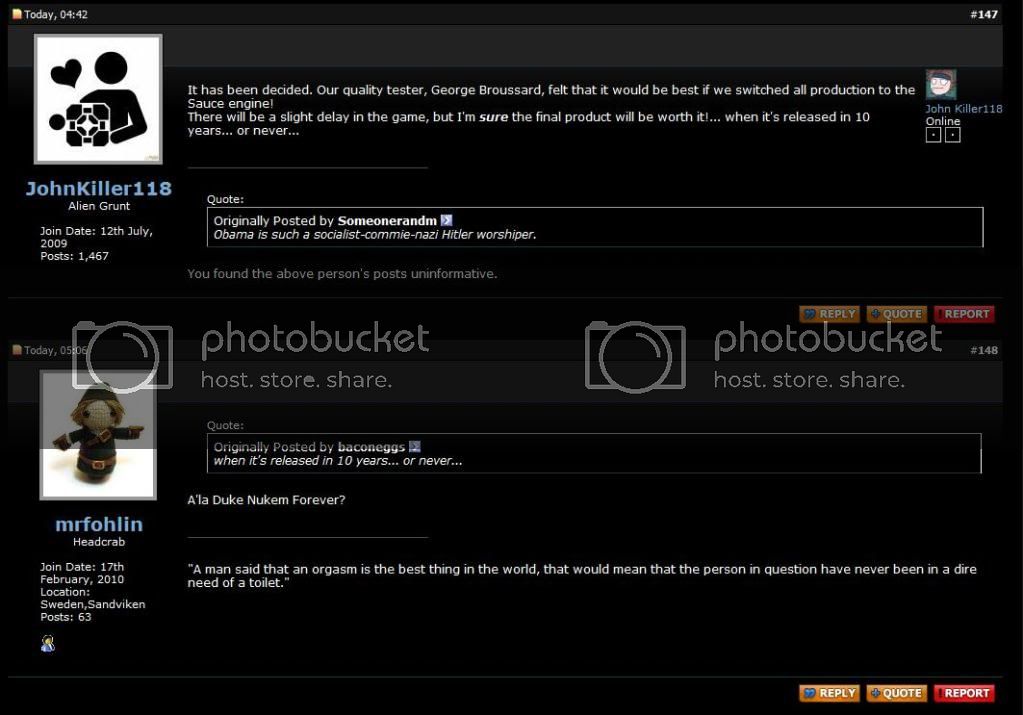 Today, 04:42
#147
It has been decided. Our quality tester, George Broussard, felt that it would be best if we switched all production to the
Sauce engine!
There will be a slight delay in the game, but I'm sure the final product will be worth it!... when it's released in 10
years... or never...
John Killer118
Online
JohnKiller118
Alien Grunt
Join Date: 12th July,
2009
Posts: 1,467
Quote:
Originally Posted by Someonerandm
Obama is such a socialist-commie-nazi Hitler worshiper.
You found the above person's posts uninformative.
REPLY QUOTE REPORT
photobucket
host. store. share.
photobucket
host. store. share.
Today, 05:06
#148
Quote:
Originally Posted by baconeggs
when it's released in 10 years... or never...
A'la Duke Nukem Forever?
mrfohlin
Headcrab
Join Date: 17th
February, 2010
Location:
Sweden,Sandviken
Posts: 63
"A man said that an orgasm is the best thing in the world, that would mean that the person in question have never been in a dire
need of a toilet."
REPLY QUOTE REPORT